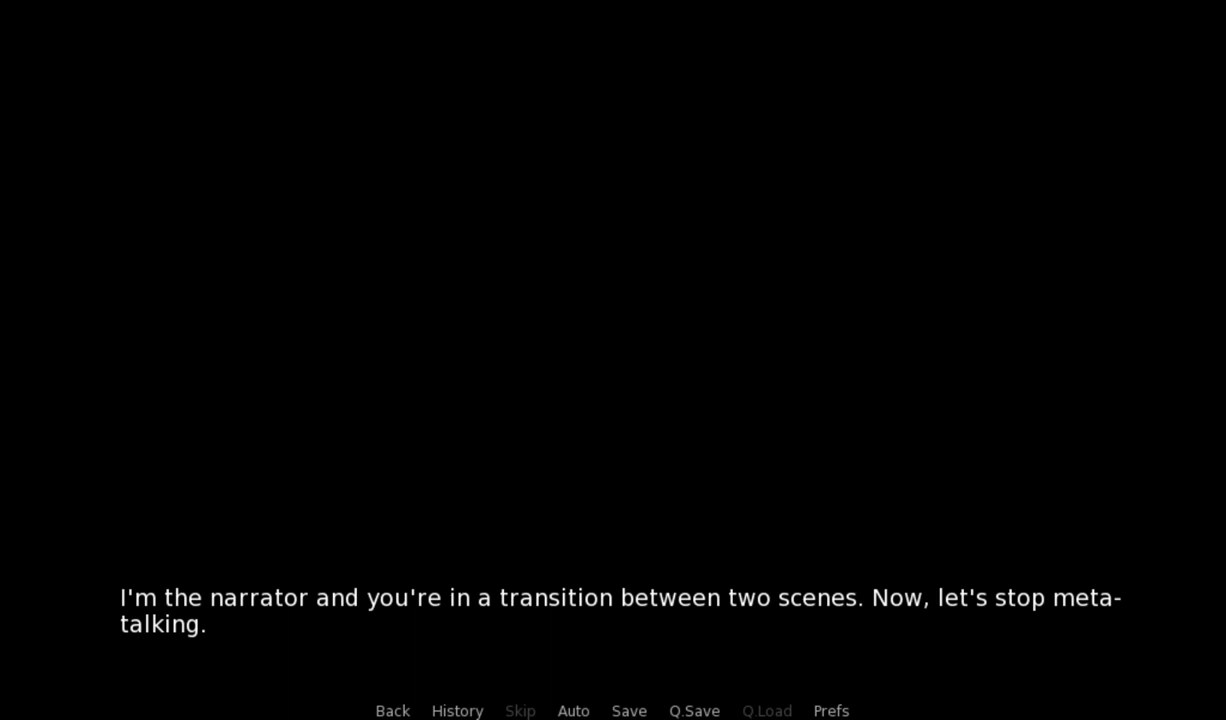 I'm the narrator and you're in a transition between two scenes. Now, let's stop meta-
talking.
Back History Skip Auto Save Q.Save Q.Load Prefs